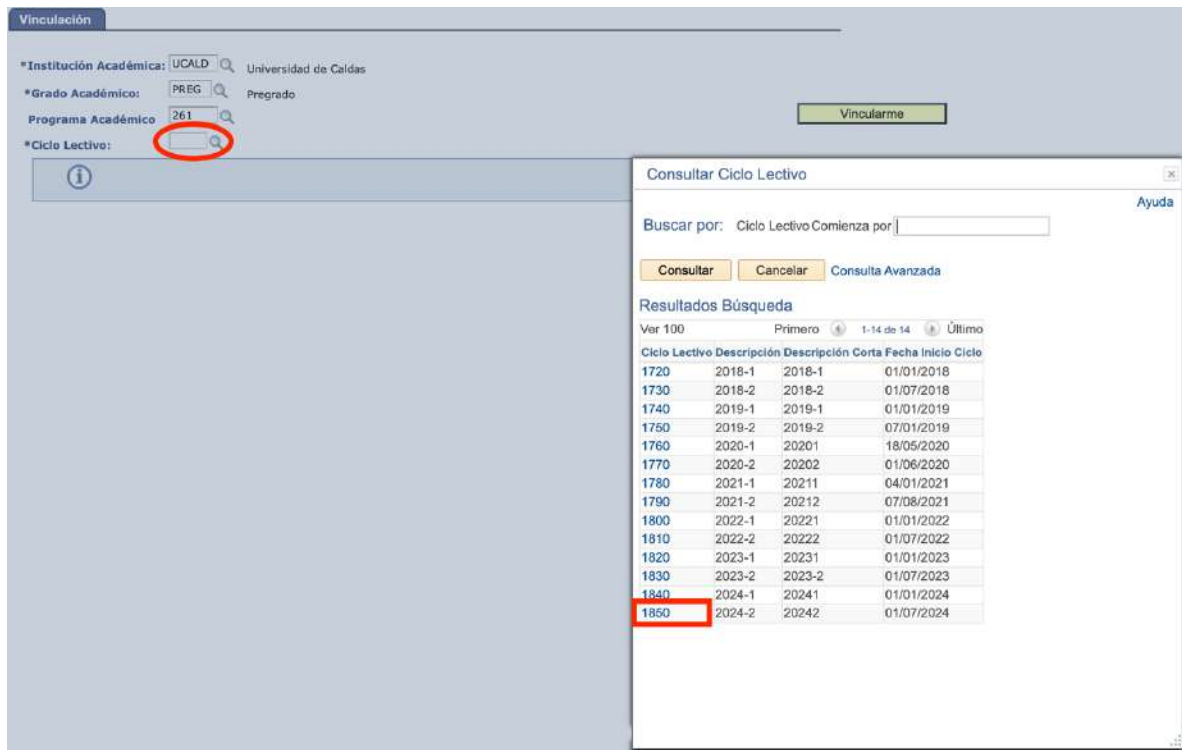 Vinculación
*Institución Académica: UCALD Universidad de Caldas
*Grado Académico: PREG Pregrado
Programa Académico 261
Vincularme
*Ciclo Lectivo:
Consultar Ciclo Lectivo
Ayuda
Buscar por: Ciclo Lectivo Comienza por
Consultar Cancelar Consulta Avanzada
Resultados Búsqueda
Ver 100 Primero 1-14 de 14 Último
Ciclo Lectivo Descripción Descripción Corta Fecha Inicio Ciclo
1720 2018-1 2018-1 01/01/2018
1730 2018-2 2018-2 01/07/2018
1740 2019-1 2019-1 01/01/2019
1750 2019-2 2019-2 07/01/2019
1760 2020-1 20201 18/05/2020
1770 2020-2 20202 01/06/2020
1780 2021-1 20211 04/01/2021
1790 2021-2 20212 07/08/2021
1800 2022-1 20221 01/01/2022
1810 2022-2 20222 01/07/2022
1820 2023-1 20231 01/01/2023
1830 2023-2 2023-2 01/07/2023
1840 2024-1 20241 01/01/2024
1850 2024-2 20242 01/07/2024